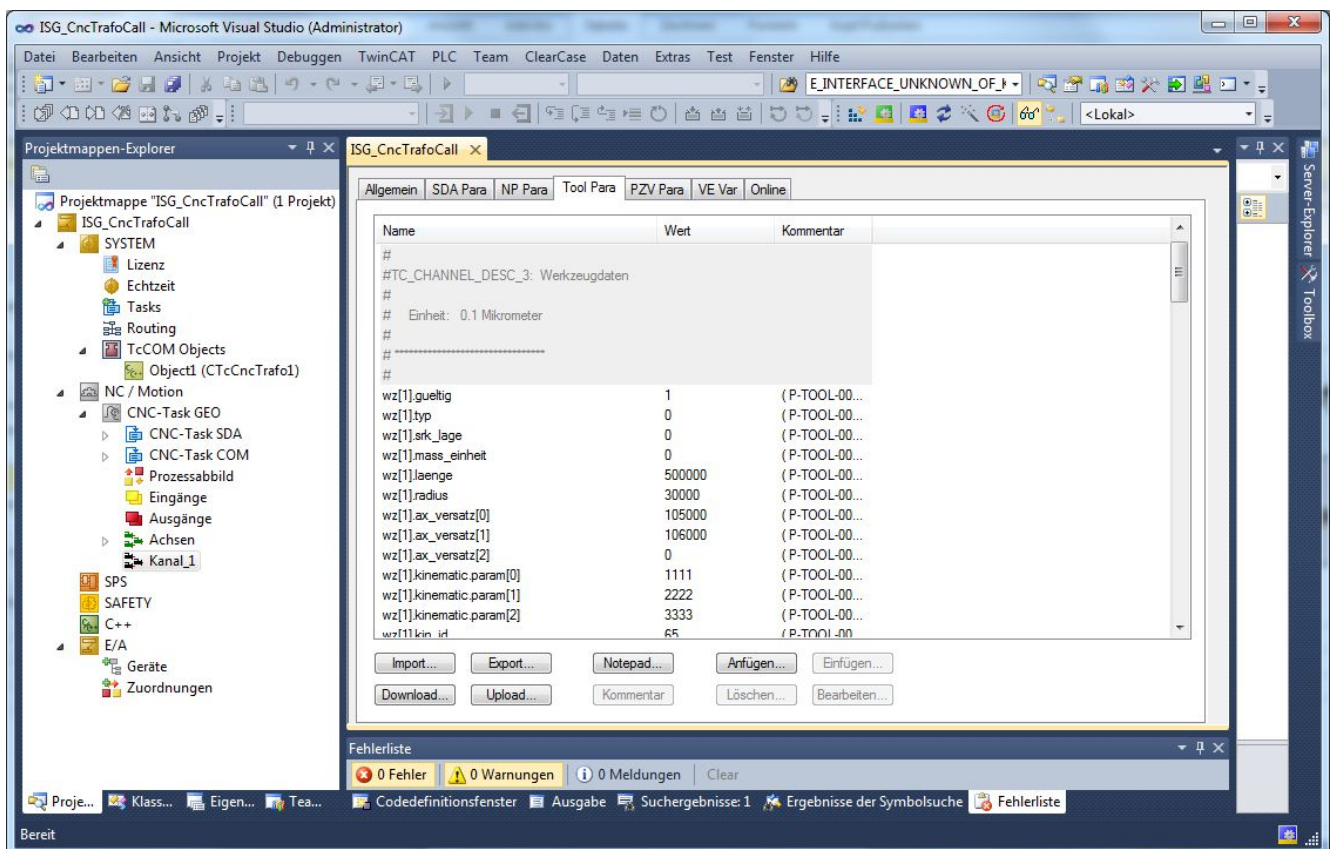 ISG_CncTrafoCall - Microsoft Visual Studio (Administrator)
Datei Bearbeiten Ansicht Projekt Debuggen TwinCAT PLC Team ClearCase Daten Extras Test Fenster Hilfe
E_INTERFACE_UNKNOWN_OF_K
<Lokal>
Projektmappen-Explorer
Projektmappe "ISG_CncTrafoCall" (1 Projekt)
ISG_CncTrafoCall
SYSTEM
Lizenz
Echtzeit
Tasks
Routing
TcCOM Objects
Object1 (CTcCncTrafo1)
NC / Motion
CNC-Task GEO
CNC-Task SDA
CNC-Task COM
Prozessabbild
Eingänge
Ausgänge
Achsen
Kanal_1
SPS
SAFETY
C++
E/A
Geräte
Zuordnungen
Proje... Klass... Eigen... Tea...
ISG_CncTrafoCall
Allgemein SDA Para NP Para Tool Para PZV Para VE Var Online
Name Wert Kommentar
#
#TC_CHANNEL_DESC_3: Werkzeugdaten
#
# Einheit: 0.1 Mikrometer
#
# *********************************
#
wz[1].gueltig 1 ( P-TOOL-00...
wz[1].typ 0 ( P-TOOL-00...
wz[1].srk_lage 0 ( P-TOOL-00...
wz[1].mass_einheit 0 ( P-TOOL-00...
wz[1].laenge 500000 ( P-TOOL-00...
wz[1].radius 30000 ( P-TOOL-00...
wz[1].ax_versatz[0] 105000 ( P-TOOL-00...
wz[1].ax_versatz[1] 106000 ( P-TOOL-00...
wz[1].ax_versatz[2] 0 ( P-TOOL-00...
wz[1].kinematic.param[0] 1111 ( P-TOOL-00...
wz[1].kinematic.param[1] 2222 ( P-TOOL-00...
wz[1].kinematic.param[2] 3333 ( P-TOOL-00...
wz[1].kin_id 65 ( P-TOOL-00
Import... Export... Notepad... Anfügen... Einfügen...
Download... Upload... Kommentar Löschen... Bearbeiten...
Fehlerliste
0 Fehler 0 Warnungen 0 Meldungen Clear
Codedefinitionsfenster Ausgabe Suchergebnisse: 1 Ergebnisse der Symbolsuche Fehlerliste
Server-Explorer
Toolbox
Bereit